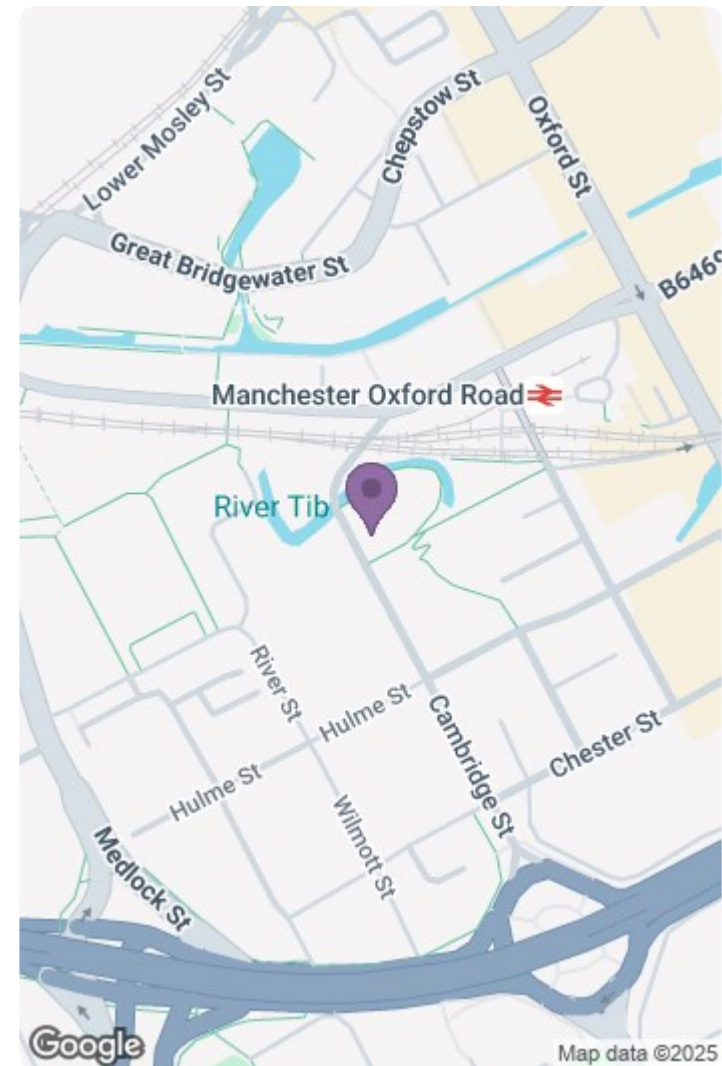 Lower Mosley St
Chepstow St
Oxford St
Great Bridgewater St
B6469
Manchester Oxford Road
River Tib
River St
Hulme St
Cambridge St
Chester St
Hulme St
Wilmott St
Medlock St
Google
Map data ©2025